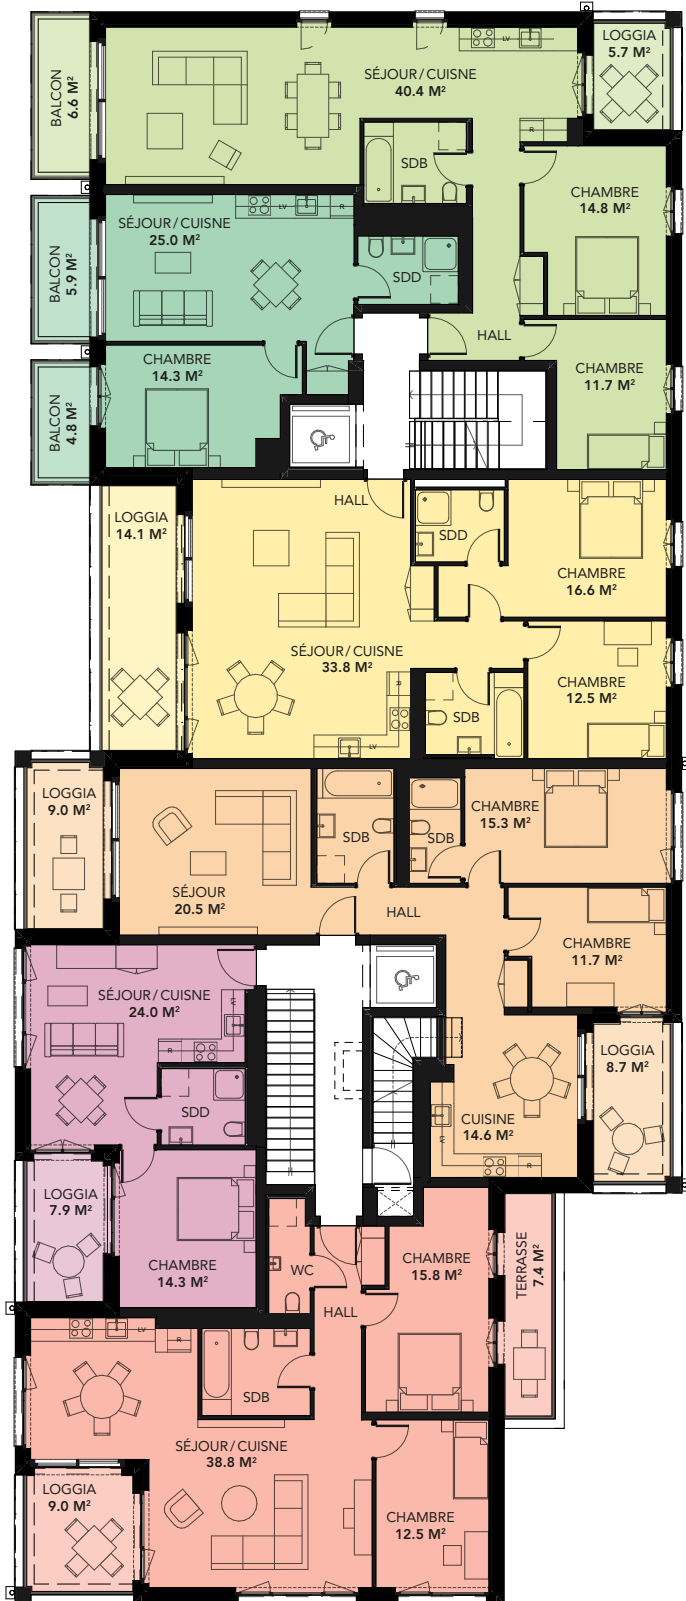 LOGGIA
5.7 M²
BALCON
6.6 M²
SÉJOUR / CUISNE
40.4 M²
LV
R
SDB
CHAMBRE
14.8 M²
SÉJOUR / CUISNE
25.0 M²
LV
R
BALCON
5.9 M²
SDD
HALL
CHAMBRE
14.3 M²
CHAMBRE
11.7 M²
BALCON
4.8 M²
HALL
LOGGIA
14.1 M²
SDD
CHAMBRE
16.6 M²
SÉJOUR / CUISNE
33.8 M²
CHAMBRE
12.5 M²
R
SDB
LV
LOGGIA
9.0 M²
CHAMBRE
15.3 M²
SDB
SDB
SÉJOUR
20.5 M²
HALL
CHAMBRE
11.7 M²
SÉJOUR / CUISNE
24.0 M²
LV
R
LOGGIA
8.7 M²
SDD
CUISINE
14.6 M²
LV
R
LOGGIA
7.9 M²
CHAMBRE
14.3 M²
WC
CHAMBRE
15.8 M²
TERRASSE
7.4 M²
HALL
LV
R
SDB
SÉJOUR / CUISNE
38.8 M²
LOGGIA
9.0 M²
CHAMBRE
12.5 M²